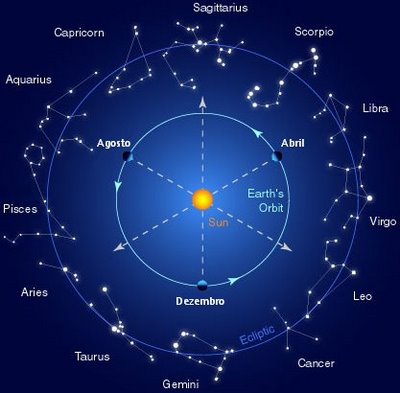 Sagittarius
Capricorn
Scorpio
Aquarius
Libra
Agosto
Abril
Earth's
Orbit
Pisces
Sun
Virgo
Aries
Leo
Dezembro
Ecliptic
Taurus
Cancer
Gemini